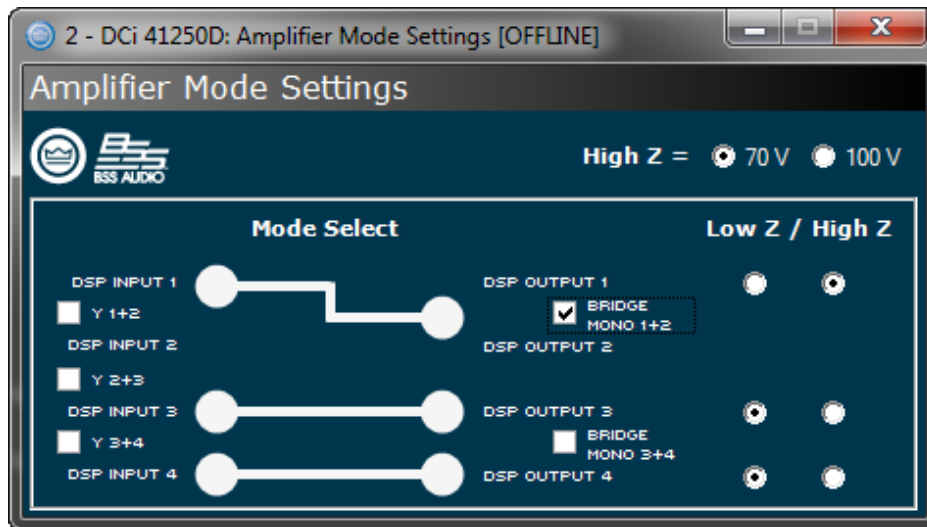 2 - DCi 41250D: Amplifier Mode Settings [OFFLINE]
Amplifier Mode Settings
BSS
BSS AUDIO
High Z = 70 V 100 V
Mode Select Low Z / High Z
DSP INPUT 1 DSP OUTPUT 1
Y 1+2 BRIDGE
MONO 1+2
DSP INPUT 2 DSP OUTPUT 2
Y 2+3
DSP INPUT 3 DSP OUTPUT 3
Y 3+4 BRIDGE
MONO 3+4
DSP INPUT 4 DSP OUTPUT 4